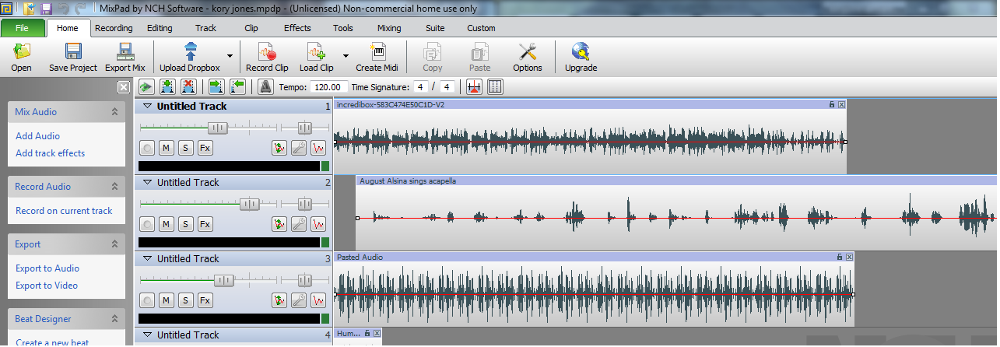 MixPad by NCH Software - kory jones.mpdp - (Unlicensed) Non-commercial home use only
File Home Recording Editing Track Clip Effects Tools Mixing Suite Custom
Open Save Project Export Mix Upload Dropbox Record Clip Load Clip Create Midi Copy Paste Options Upgrade
Tempo: 120.00 Time Signature: 4 / 4
Mix Audio
Add Audio
Add track effects
Record Audio
Record on current track
Export
Export to Audio
Export to Video
Beat Designer
Create a new beat
Untitled Track 1
M S Fx
incredibox-583C474E50C1D-V2
Untitled Track 2
M S Fx
August Alsina sings acapella
Untitled Track 3
M S Fx
Pasted Audio
Untitled Track 4
Hum...
NCH